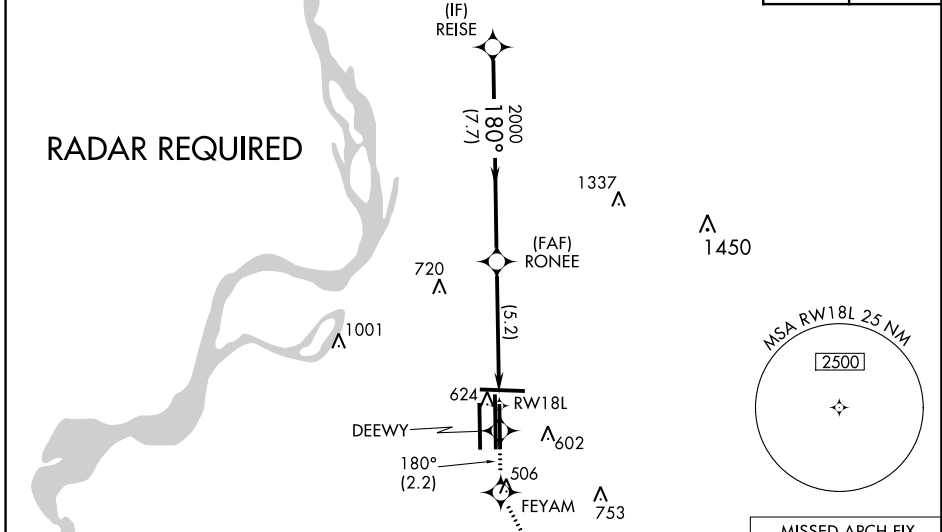 (IF)
REISE
2000
180°
(7.7)
RADAR REQUIRED
1337
1450
(FAF)
RONEE
720
(5.2)
1001
MSA RW18L 25 NM
2500
624
RW18L
DEEWY
602
180°
(2.2)
506
FEYAM
753
MISSED APCH FIX